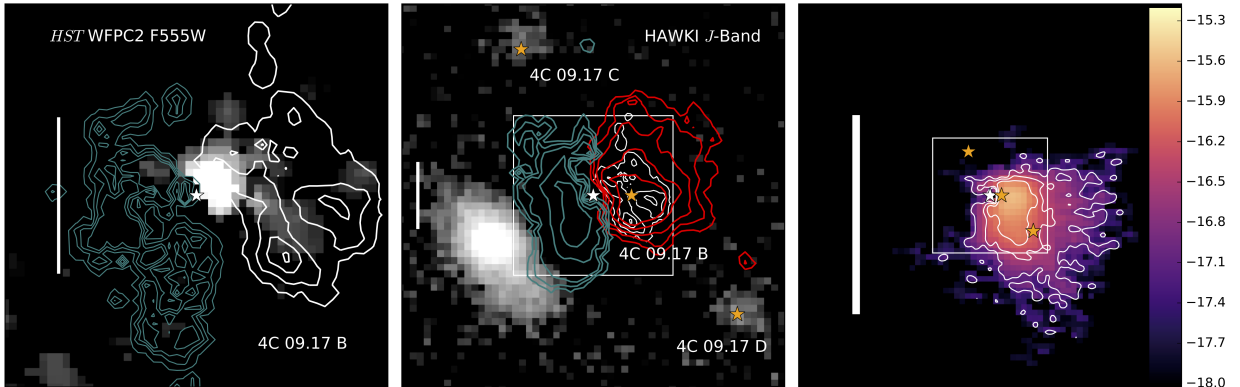 HST WFPC2 F555W
4C 09.17 B
HAWKI J-Band
4C 09.17 C
4C 09.17 B
4C 09.17 D
−15.3
−15.6
−15.9
−16.2
−16.5
−16.8
−17.1
−17.4
−17.7
−18.0